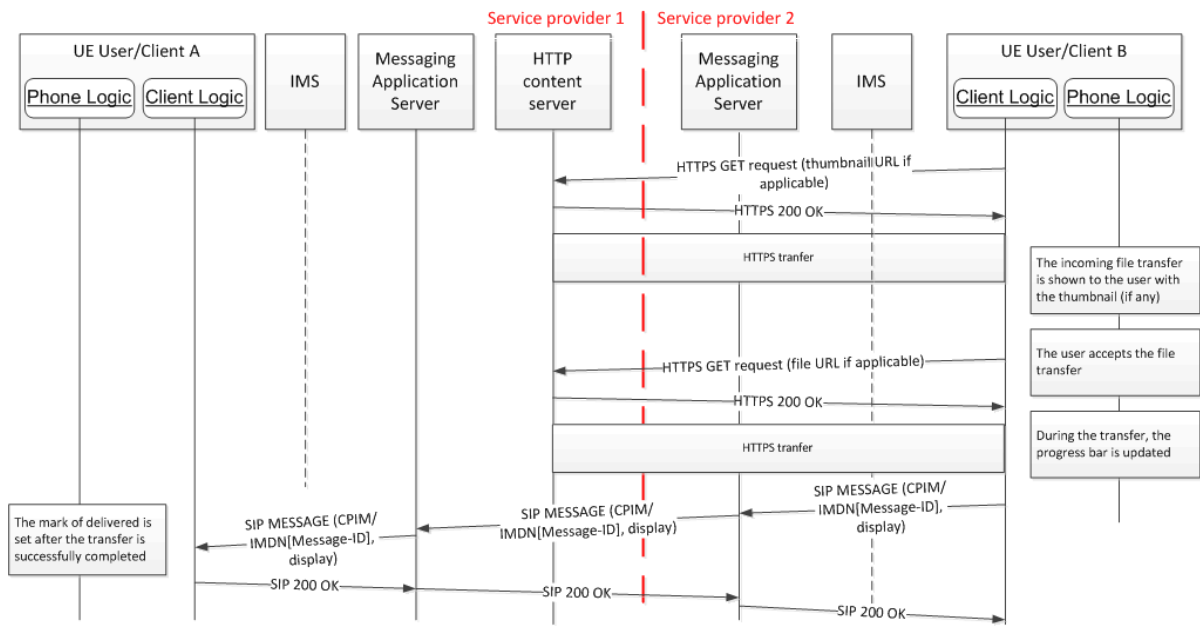 Service provider 1
Service provider 2
UE User/Client A
Phone Logic
Client Logic
IMS
Messaging
Application
Server
HTTP
content
server
Messaging
Application
Server
IMS
UE User/Client B
Client Logic
Phone Logic
HTTPS GET request (thumbnail URL if
applicable)
HTTPS 200 OK
HTTPS tranfer
The incoming file transfer
is shown to the user with
the thumbnail (if any)
HTTPS GET request (file URL if applicable)
The user accepts the file
transfer
HTTPS 200 OK
HTTPS tranfer
During the transfer, the
progress bar is updated
SIP MESSAGE (CPIM/
IMDN[Message-ID],
display)
SIP MESSAGE (CPIM/
IMDN[Message-ID], display)
SIP MESSAGE (CPIM/
IMDN[Message-ID],
display)
The mark of delivered is
set after the transfer is
successfully completed
SIP 200 OK
SIP 200 OK
SIP 200 OK